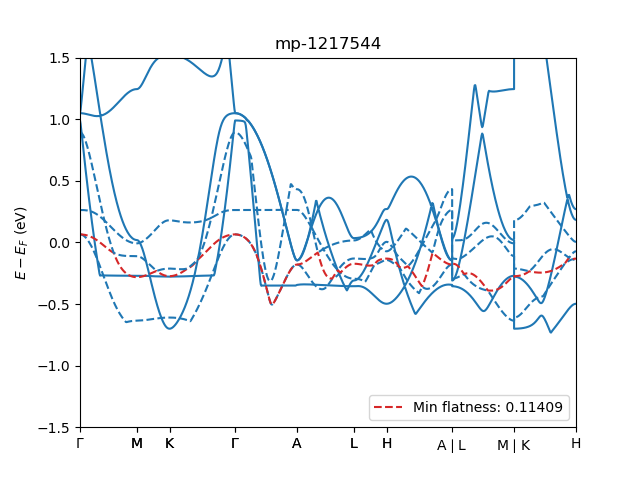 mp-1217544
E − E_F (eV)
1.5
1.0
0.5
0.0
−0.5
−1.0
−1.5
Min flatness: 0.11409
Γ M K Γ A L H A | L M | K H